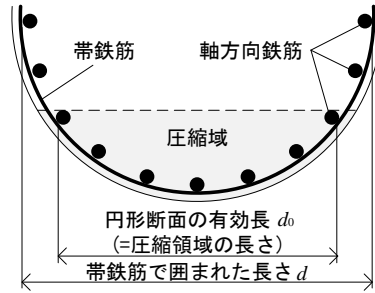 帯鉄筋
軸方向鉄筋
圧縮域
円形断面の有効長 d0
(=圧縮領域の長さ)
帯鉄筋で囲まれた長さ d